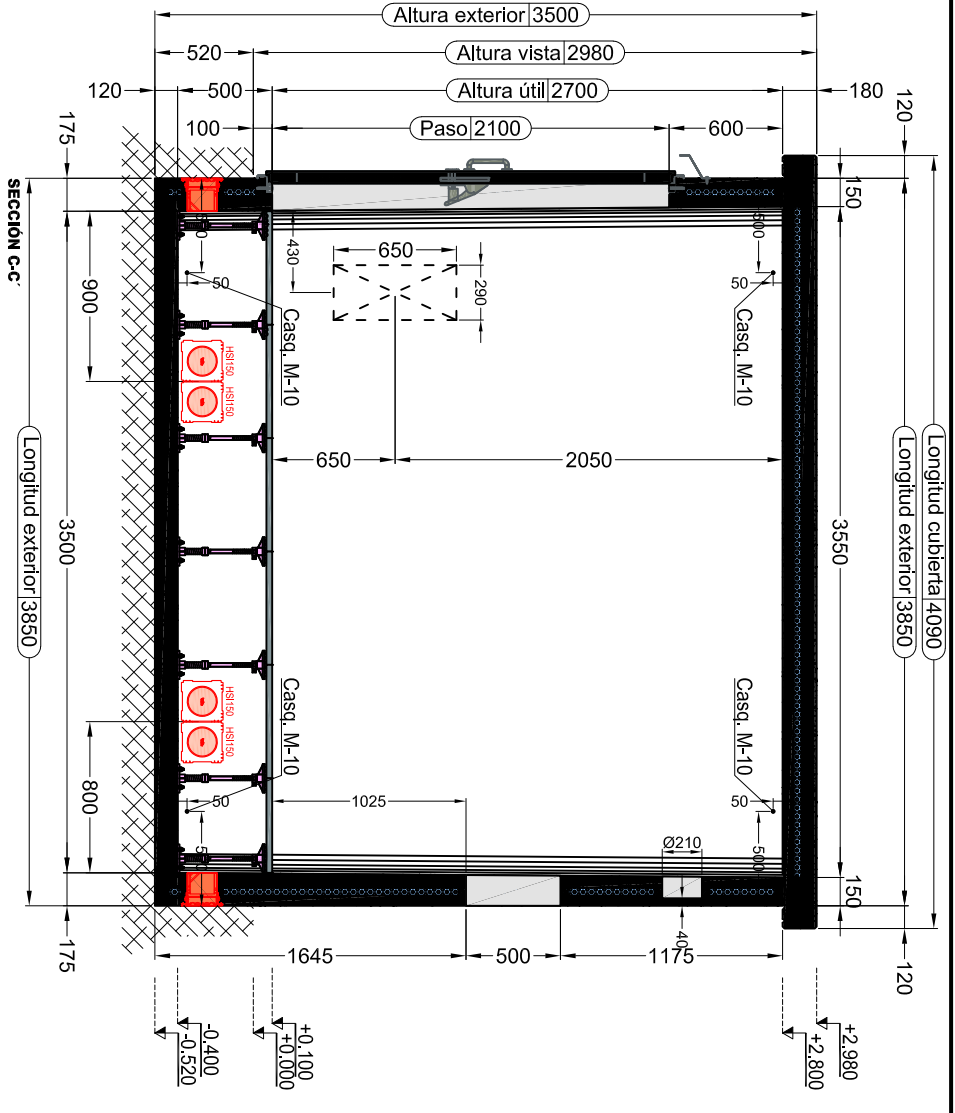 Altura exterior 3500
520
Altura vista 2980
120
500
Altura útil 2700
180
100
Paso 2100
600
120
175
150
Longitud cubierta 4090
Longitud exterior 3850
3550
500
50
Casq. M-10
430
650
290
50
Casq. M-10
900
HSI150
HSI150
650
2050
3500
Longitud exterior 3850
HSI150
HSI150
Casq. M-10
50
Casq. M-10
50
500
800
1025
Ø210
150
40
175
1645
500
1175
120
+0.100
+0.000
-0.400
-0.520
+2.980
+2.800
SECCIÓN C-C'